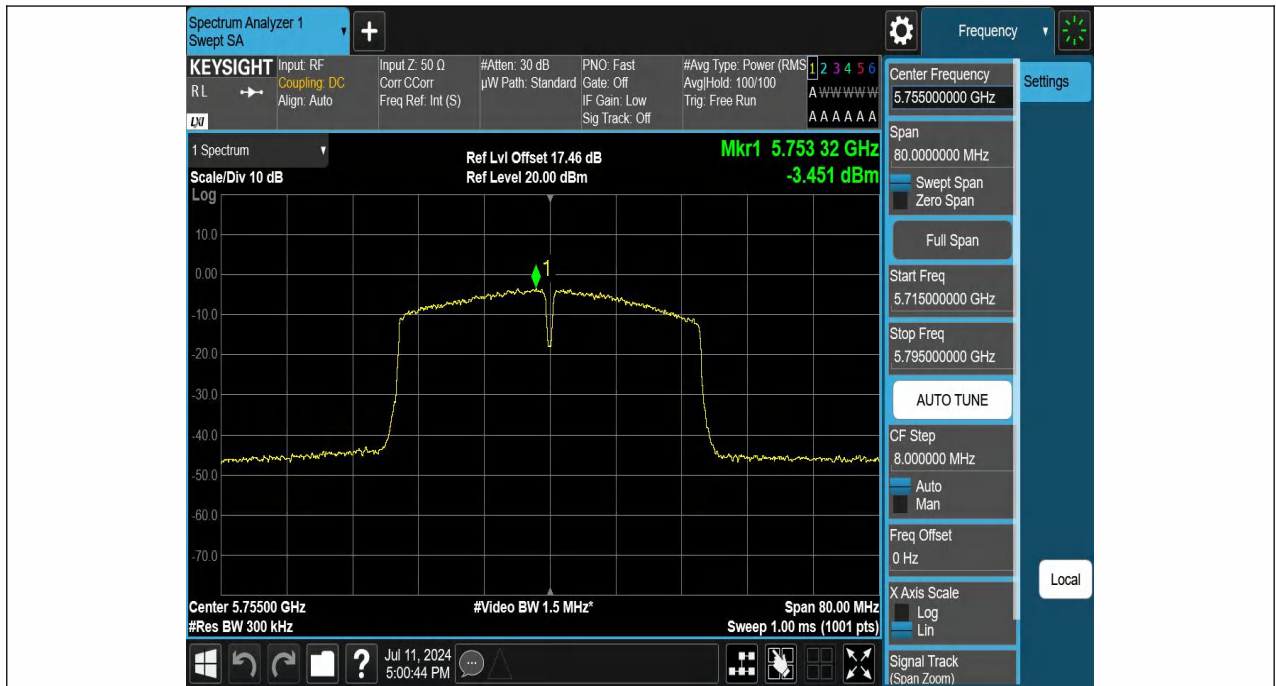 Spectrum Analyzer 1
Swept SA
+
Frequency
KEYSIGHT
RL
LXI
Input: RF
Coupling: DC
Align: Auto
Input Z: 50 Ω
Corr CCorr
Freq Ref: Int (S)
#Atten: 30 dB
µW Path: Standard
PNO: Fast
Gate: Off
IF Gain: Low
Sig Track: Off
#Avg Type: Power (RMS
Avg|Hold: 100/100
Trig: Free Run
1 2 3 4 5 6
A W W W W W
A A A A A A
1 Spectrum
Scale/Div 10 dB
Log
Ref Lvl Offset 17.46 dB
Ref Level 20.00 dBm
Mkr1 5.753 32 GHz
-3.451 dBm
10.0
0.00
-10.0
-20.0
-30.0
-40.0
-50.0
-60.0
-70.0
1
Center 5.75500 GHz
#Res BW 300 kHz
#Video BW 1.5 MHz*
Span 80.00 MHz
Sweep 1.00 ms (1001 pts)
?
Jul 11, 2024
5:00:44 PM
Center Frequency
5.755000000 GHz
Settings
Span
80.0000000 MHz
Swept Span
Zero Span
Full Span
Start Freq
5.715000000 GHz
Stop Freq
5.795000000 GHz
AUTO TUNE
CF Step
8.000000 MHz
Auto
Man
Freq Offset
0 Hz
X Axis Scale
Log
Lin
Signal Track
(Span Zoom)
Local